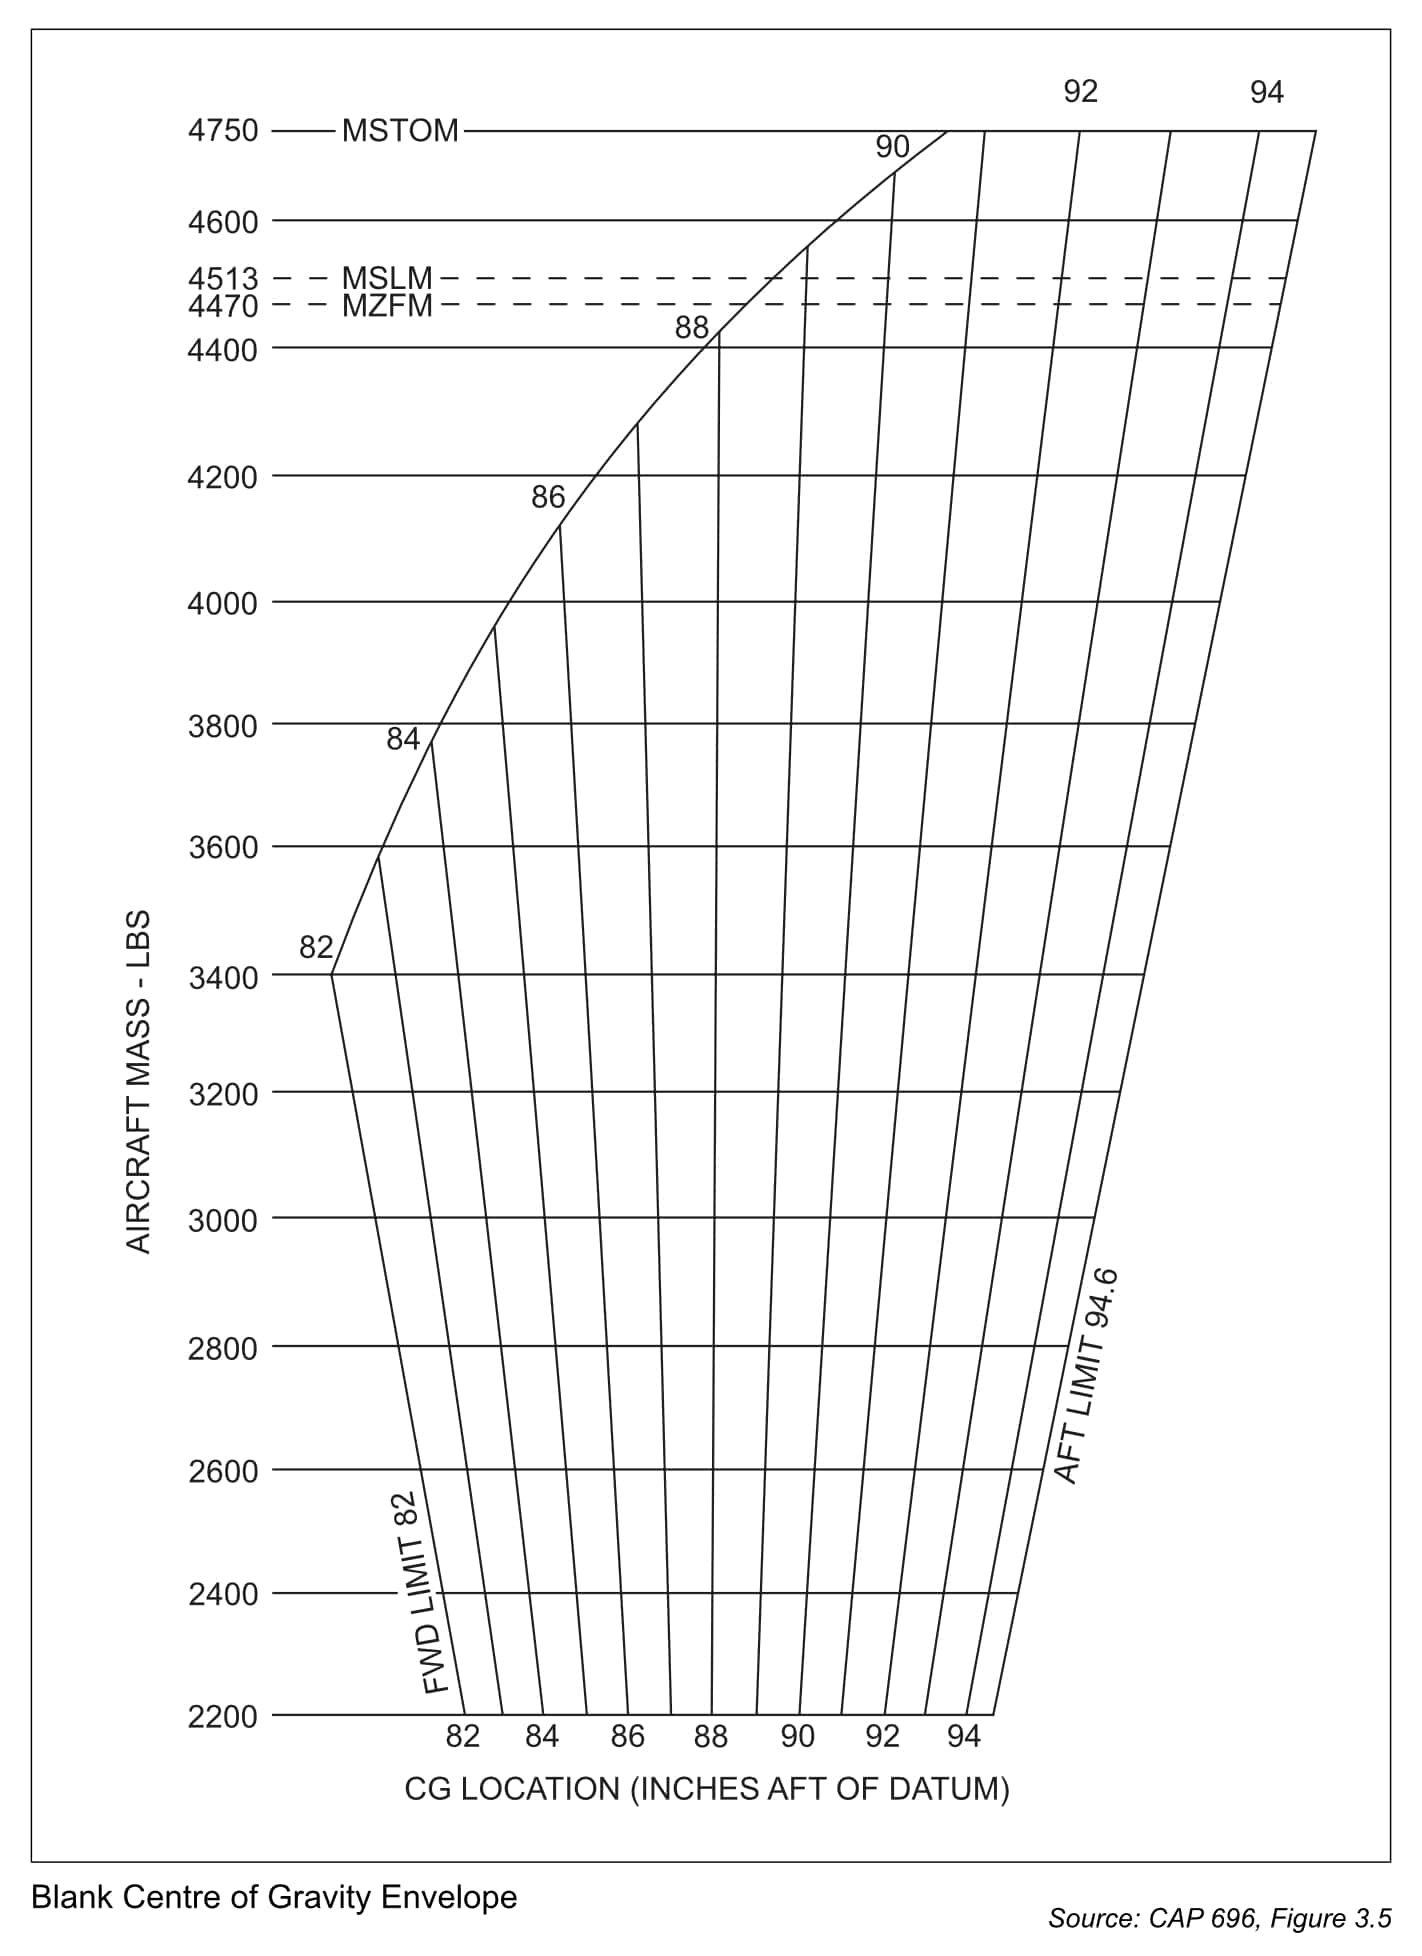 92 94
4750 MSTOM
90
4600
4513 MSLM
4470 MZFM
88
4400
4200
86
4000
3800
84
3600
82
3400
3200
3000
2800
2600
2400
2200
AIRCRAFT MASS - LBS
FWD LIMIT 82
AFT LIMIT 94.6
82 84 86 88 90 92 94
CG LOCATION (INCHES AFT OF DATUM)
Blank Centre of Gravity Envelope
Source: CAP 696, Figure 3.5